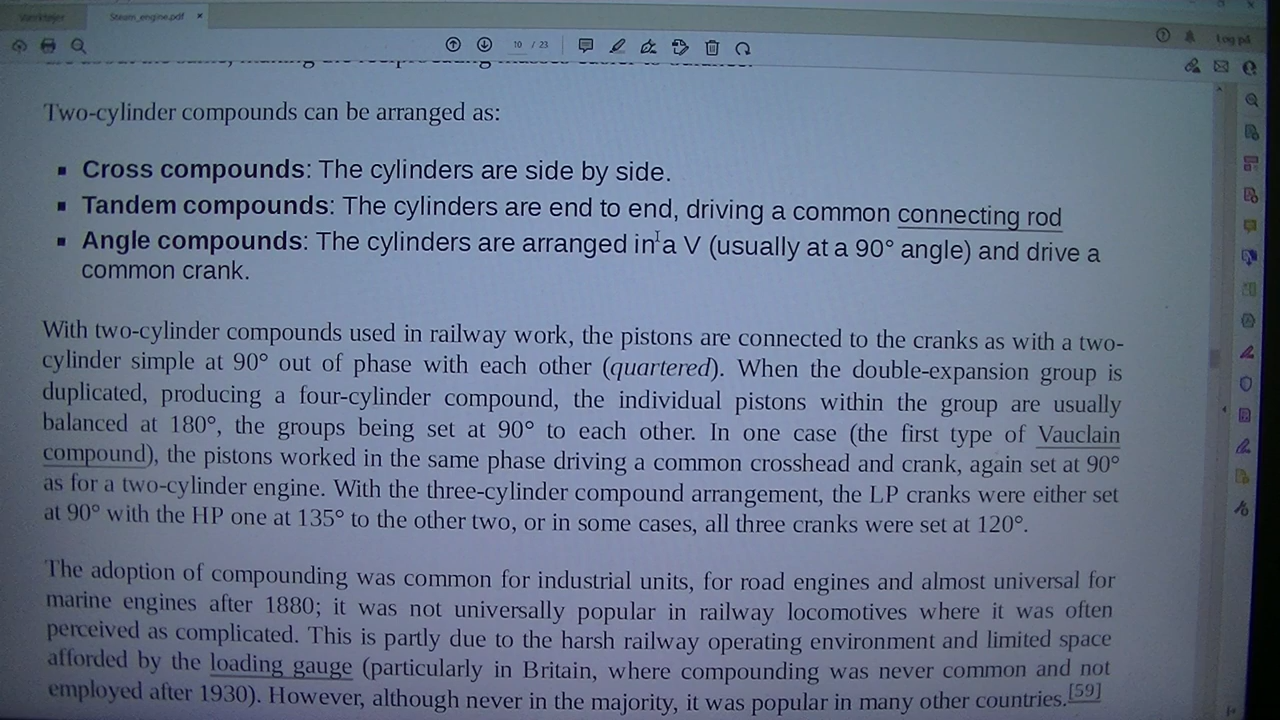 Værktøjer
Steam_engine.pdf ×
10 / 23
Log på
Two-cylinder compounds can be arranged as:
▪ Cross compounds: The cylinders are side by side.
▪ Tandem compounds: The cylinders are end to end, driving a common connecting rod
▪ Angle compounds: The cylinders are arranged in a V (usually at a 90° angle) and drive a
common crank.
With two-cylinder compounds used in railway work, the pistons are connected to the cranks as with a two-
cylinder simple at 90° out of phase with each other (quartered). When the double-expansion group is
duplicated, producing a four-cylinder compound, the individual pistons within the group are usually
balanced at 180°, the groups being set at 90° to each other. In one case (the first type of Vauclain
compound), the pistons worked in the same phase driving a common crosshead and crank, again set at 90°
as for a two-cylinder engine. With the three-cylinder compound arrangement, the LP cranks were either set
at 90° with the HP one at 135° to the other two, or in some cases, all three cranks were set at 120°.
The adoption of compounding was common for industrial units, for road engines and almost universal for
marine engines after 1880; it was not universally popular in railway locomotives where it was often
perceived as complicated. This is partly due to the harsh railway operating environment and limited space
afforded by the loading gauge (particularly in Britain, where compounding was never common and not
employed after 1930). However, although never in the majority, it was popular in many other countries.[59]